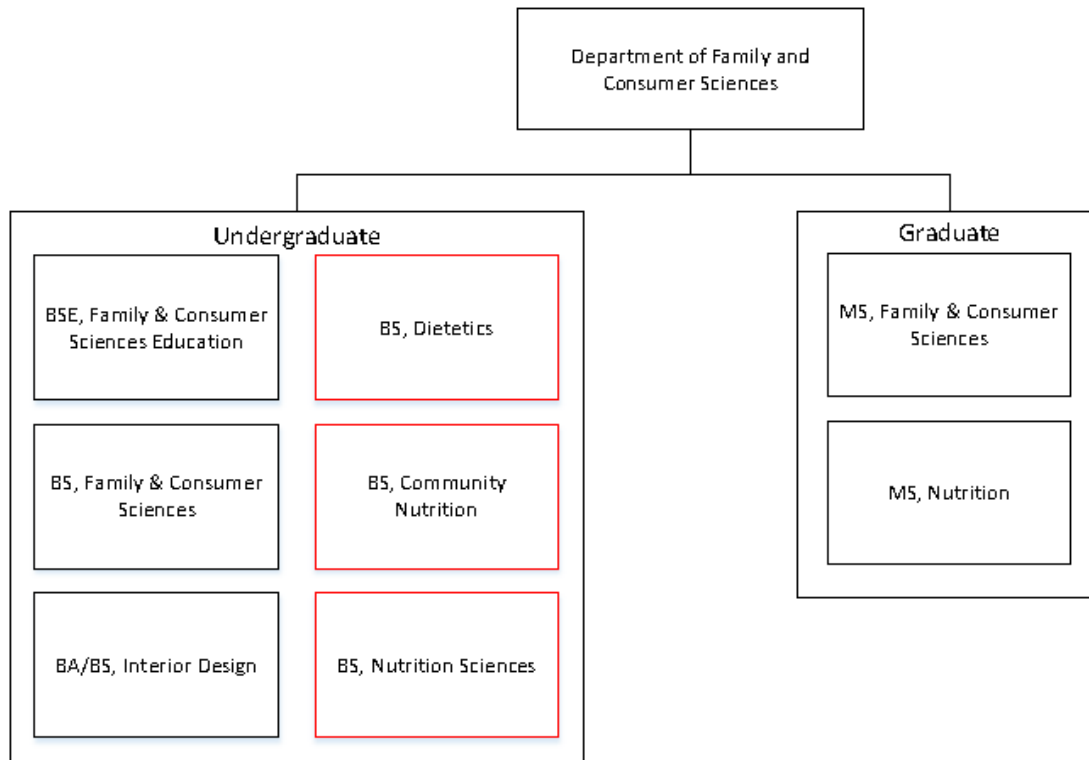 Department of Family and
Consumer Sciences
Undergraduate
BSE, Family & Consumer
Sciences Education
BS, Dietetics
BS, Family & Consumer
Sciences
BS, Community
Nutrition
BA/BS, Interior Design
BS, Nutrition Sciences
Graduate
MS, Family & Consumer
Sciences
MS, Nutrition